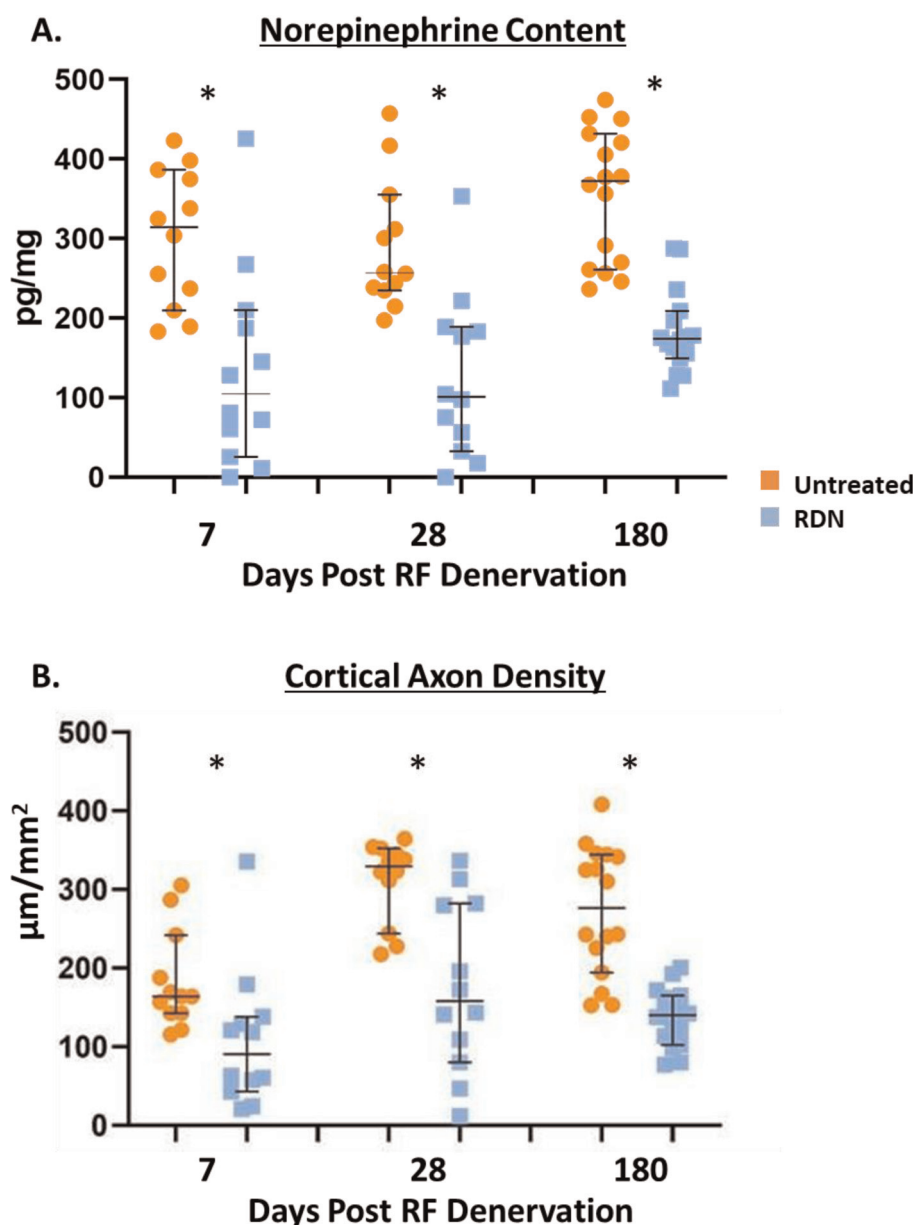 A.
Norepinephrine Content
500
400
300
200
100
0
pg/mg
*
*
*
7
28
180
Days Post RF Denervation
Untreated
RDN
B.
Cortical Axon Density
500
400
300
200
100
0
µm/mm²
*
*
*
7
28
180
Days Post RF Denervation